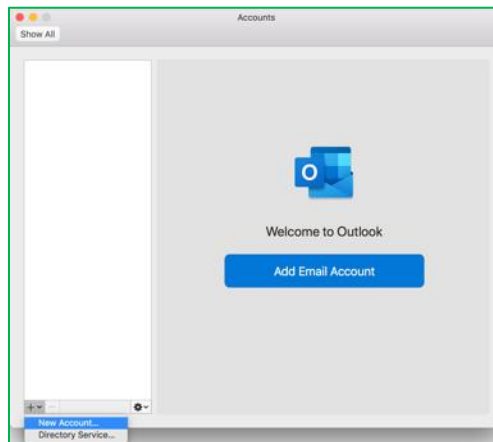 Accounts
Show All
Welcome to Outlook
Add Email Account
New Account...
Directory Service...